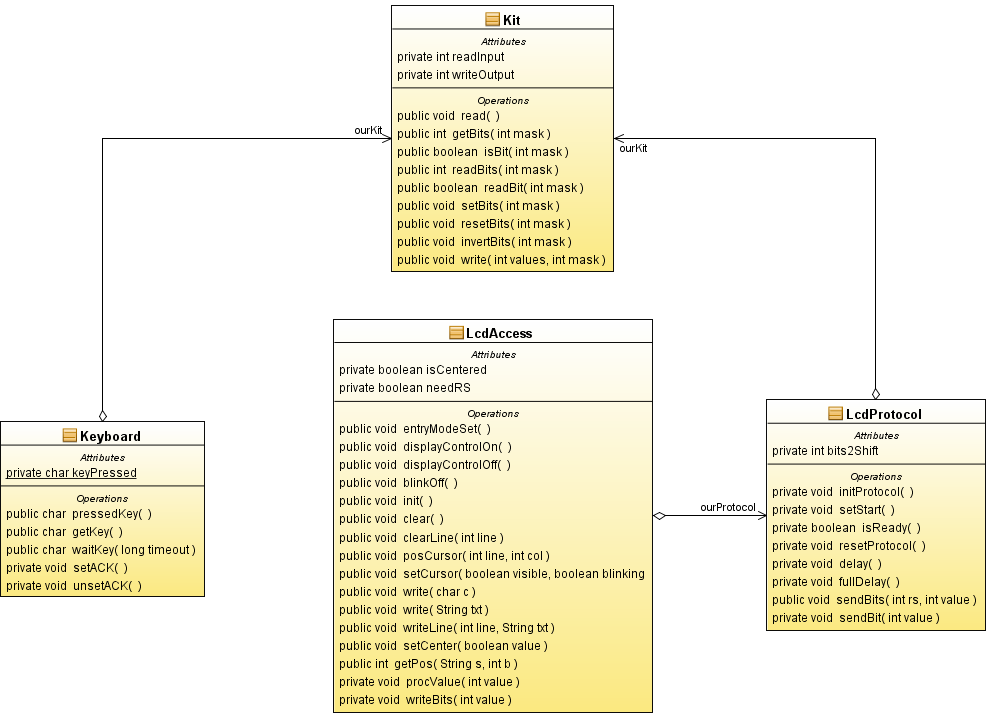 Kit
Attributes
private int readInput
private int writeOutput
Operations
public void read( )
public int getBits( int mask )
public boolean isBit( int mask )
public int readBits( int mask )
public boolean readBit( int mask )
public void setBits( int mask )
public void resetBits( int mask )
public void invertBits( int mask )
public void write( int values, int mask )
ourKit
ourKit
LcdAccess
Attributes
private boolean isCentered
private boolean needRS
Operations
public void entryModeSet( )
public void displayControlOn( )
public void displayControlOff( )
public void blinkOff( )
public void init( )
public void clear( )
public void clearLine( int line )
public void posCursor( int line, int col )
public void setCursor( boolean visible, boolean blinking
public void write( char c )
public void write( String txt )
public void writeLine( int line, String txt )
public void setCenter( boolean value )
public int getPos( String s, int b )
private void procValue( int value )
private void writeBits( int value )
Keyboard
Attributes
private char keyPressed
Operations
public char pressedKey( )
public char getKey( )
public char waitKey( long timeout )
private void setACK( )
private void unsetACK( )
ourProtocol
LcdProtocol
Attributes
private int bits2Shift
Operations
private void initProtocol( )
private void setStart( )
private boolean isReady( )
private void resetProtocol( )
private void delay( )
private void fullDelay( )
public void sendBits( int rs, int value )
private void sendBit( int value )